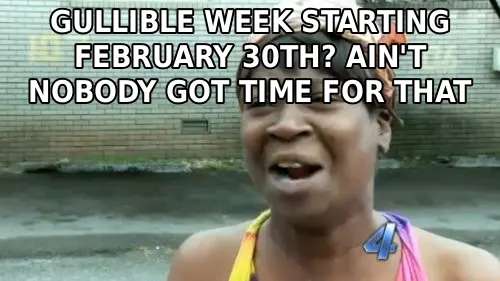 GULLIBLE WEEK STARTING
FEBRUARY 30TH? AIN'T
NOBODY GOT TIME FOR THAT
4